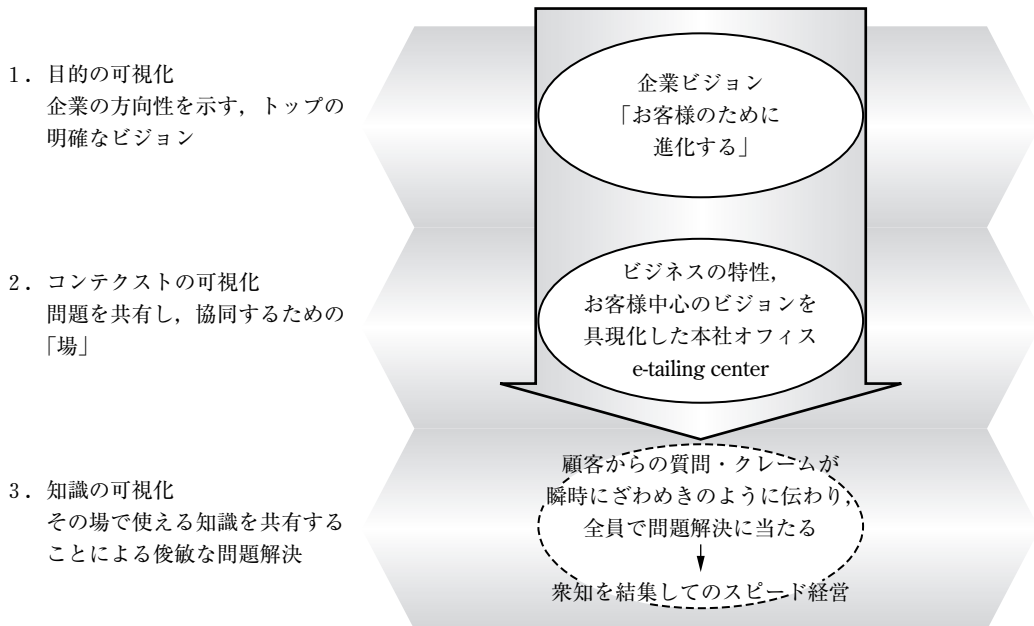 1．目的の可視化
企業の方向性を示す，トップの
明確なビジョン
企業ビジョン
「お客様のために
進化する」
2．コンテクストの可視化
問題を共有し，協同するための
「場」
ビジネスの特性，
お客様中心のビジョンを
具現化した本社オフィス
e-tailing center
3．知識の可視化
その場で使える知識を共有する
ことによる俊敏な問題解決
顧客からの質問・クレームが
瞬時にざわめきのように伝わり，
全員で問題解決に当たる
衆知を結集してのスピード経営